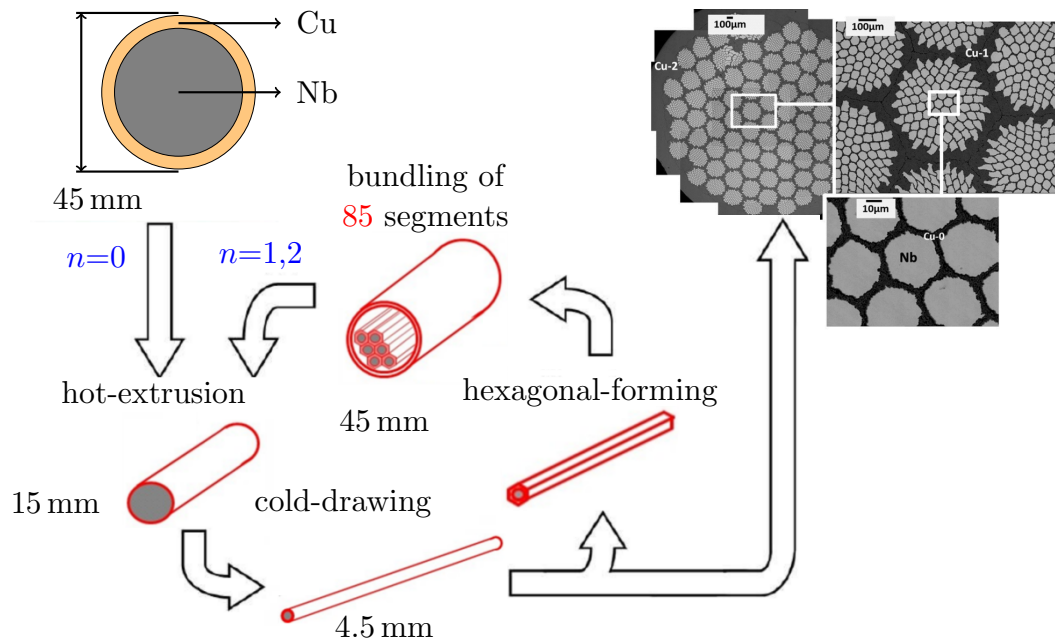 Cu
Nb
45 mm
n=0
n=1,2
bundling of
85 segments
hot-extrusion
45 mm
hexagonal-forming
15 mm
cold-drawing
4.5 mm
100µm
Cu-2
100µm
Cu-1
10µm
Cu-0
Nb